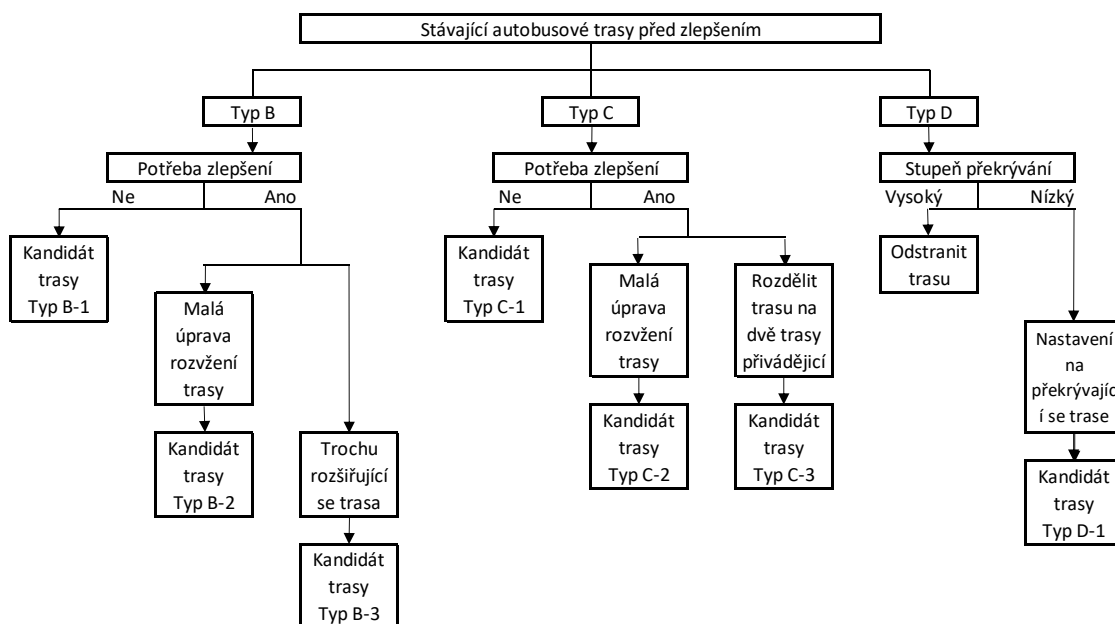 Stávající autobusové trasy před zlepšením
Typ B
Typ C
Typ D
Potřeba zlepšení
Potřeba zlepšení
Stupeň překrývání
Ne
Ano
Ne
Ano
Vysoký
Nízký
Kandidát
trasy
Typ B-1
Malá
úprava
rozvžení
trasy
Kandidát
trasy
Typ B-2
Trochu
rozšiřující
se trasa
Kandidát
trasy
Typ B-3
Kandidát
trasy
Typ C-1
Malá
úprava
rozvžení
trasy
Kandidát
trasy
Typ C-2
Rozdělit
trasu na
dvě trasy
přivádějicí
Kandidát
trasy
Typ C-3
Odstranit
trasu
Nastavení
na
překrývajíc
í se trase
Kandidát
trasy
Typ D-1